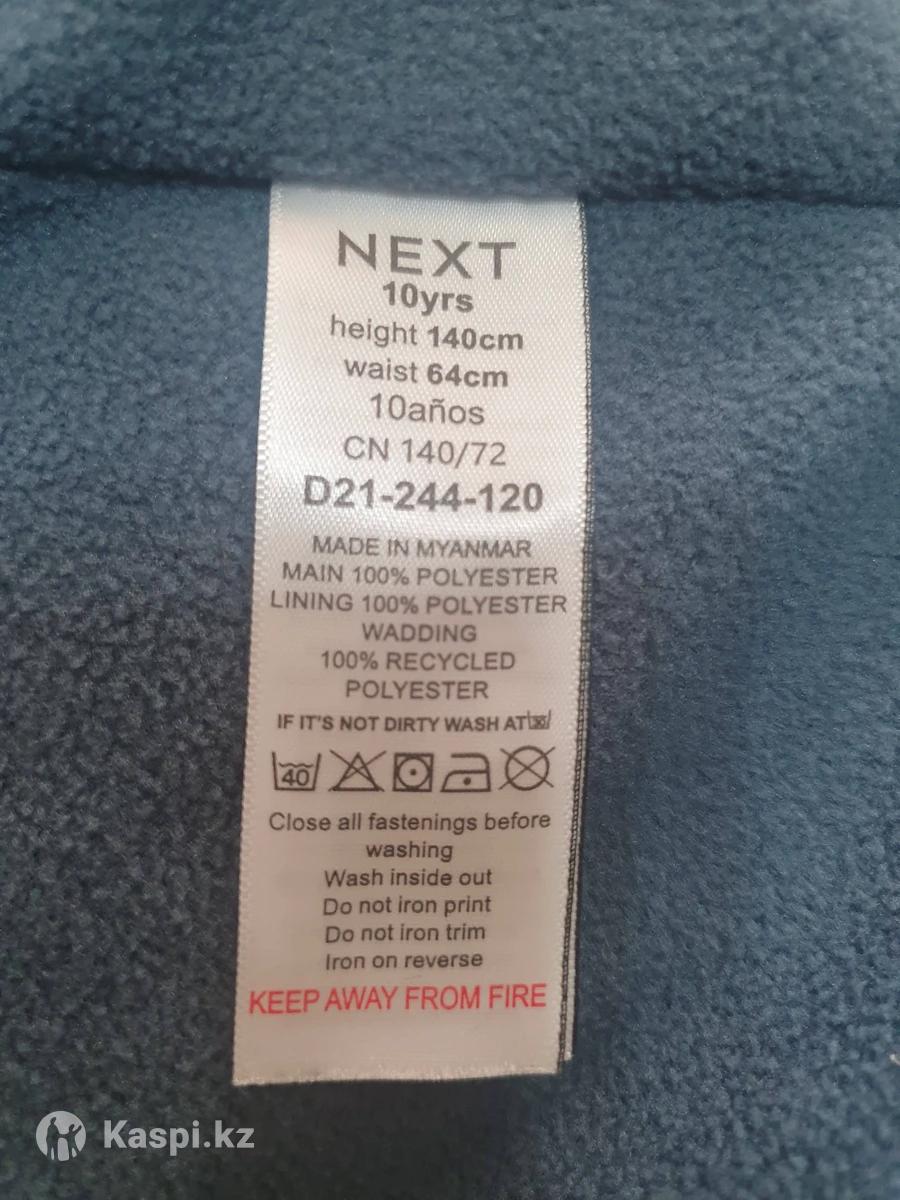 NEXT
10yrs
height 140cm
waist 64cm
10años
CN 140/72
D21-244-120
MADE IN MYANMAR
MAIN 100% POLYESTER
LINING 100% POLYESTER
WADDING
100% RECYCLED
POLYESTER
IF IT'S NOT DIRTY WASH AT 30
40
Close all fastenings before
washing
Wash inside out
Do not iron print
Do not iron trim
Iron on reverse
KEEP AWAY FROM FIRE
Kaspi.kz